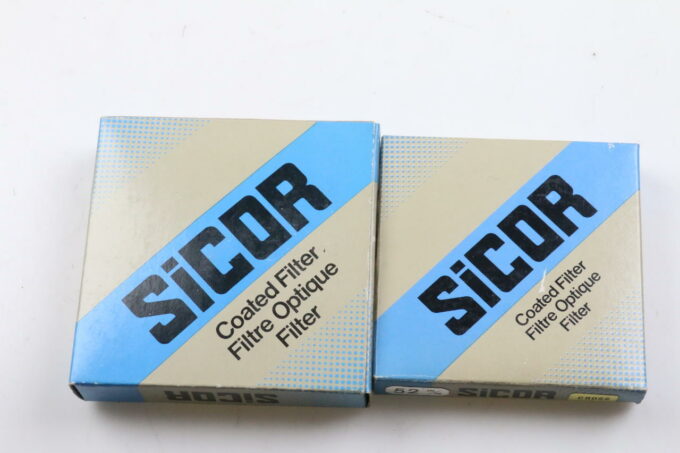 SiCOR
Coated Filter
Filtre Optique
Filter
SiCOR
SiCOR
Coated Filter
Filtre Optique
Filter
52
SiCOR
CROSS